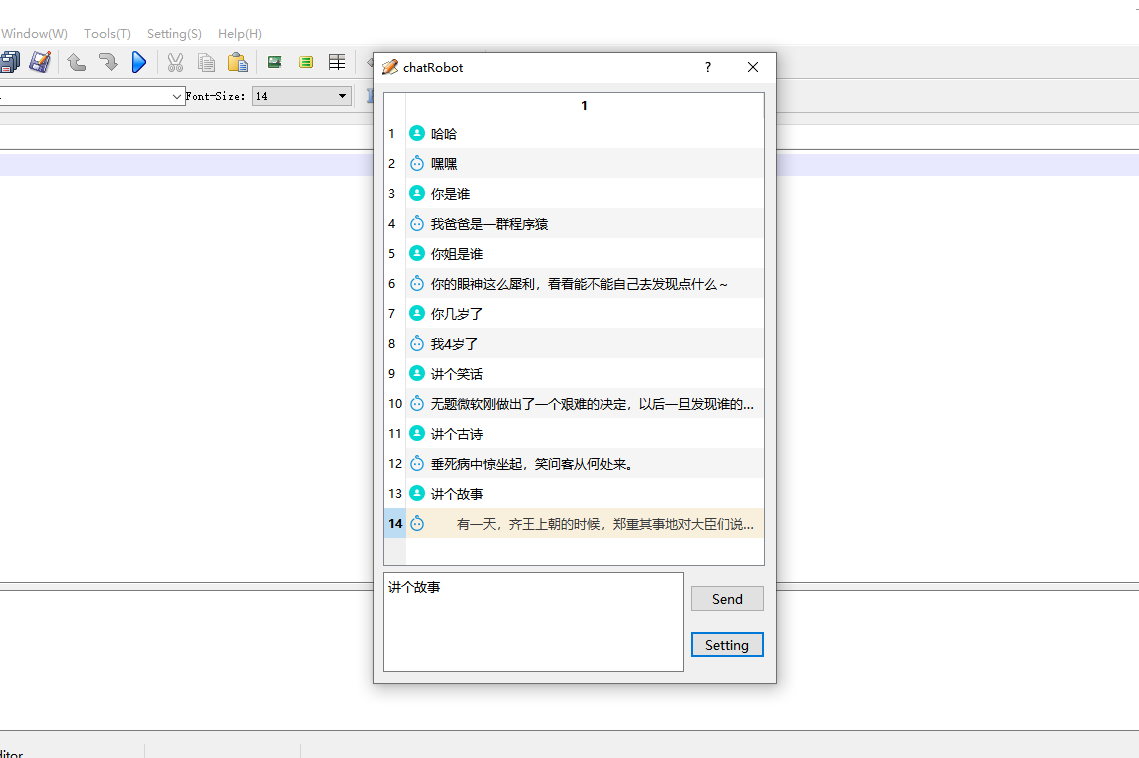 Window(W) Tools(T) Setting(S) Help(H)
Font-Size: 14
chatRobot
?
1
1 哈哈
2 嘿嘿
3 你是谁
4 我爸爸是一群程序猿
5 你姐是谁
6 你的眼神这么犀利，看看能不能自己去发现点什么～
7 你几岁了
8 我4岁了
9 讲个笑话
10 无题微软刚做出了一个艰难的决定，以后一旦发现谁的...
11 讲个古诗
12 垂死病中惊坐起，笑问客从何处来。
13 讲个故事
14 有一天，齐王上朝的时候，郑重其事地对大臣们说...
讲个故事
Send
Setting